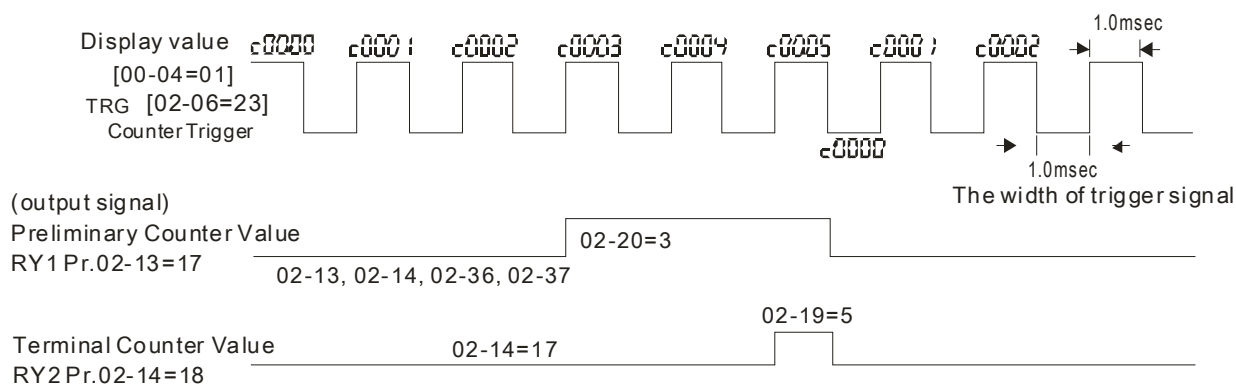 1.0msec
Display value c0000 c0001 c0002 c0003 c0004 c0005 c0001 c0002
[00-04=01]
TRG [02-06=23]
Counter Trigger
c0000
1.0msec
The width of trigger signal
(output signal)
Preliminary Counter Value
02-20=3
RY1 Pr.02-13=17
02-13, 02-14, 02-36, 02-37
02-19=5
Terminal Counter Value
02-14=17
RY2 Pr.02-14=18